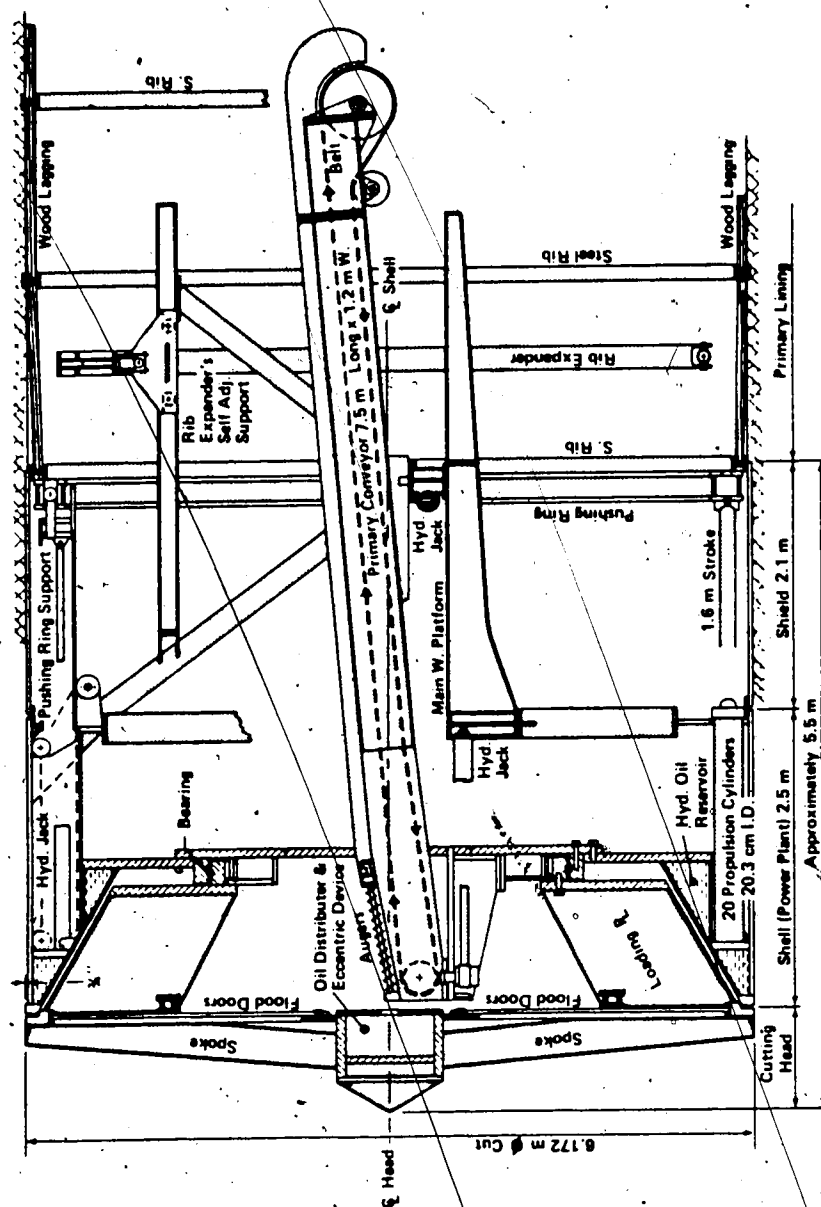 S. Rib
Wood Lagging
Steel Rib
Wood Lagging
Primary Lining
Belt
℄ Shell
Rib Expander
Rib
Expander's
Self Adj.
Support
Primary Conveyor 7.5 m Long x 1.2 m W.
S. Rib
Pushing Ring
Hyd.
Jack
1.6 m Stroke
Shield 2.1 m
Pushing Ring Support
Main W. Platform
Hyd. Jack
Hyd.
Jack
Bearing
Oil Distributer &
Eccentric Device
Augers
Hyd. Oil
Reservoir
20 Propulsion Cylinders
20.3 cm I.D.
Shell (Power Plant) 2.5 m
Approximately 5.5 m
Flood Doors
Flood Doors
Loading ℄
Spoke
Spoke
Cutting
Head
℄ Head
6.172 m ϕ Cut